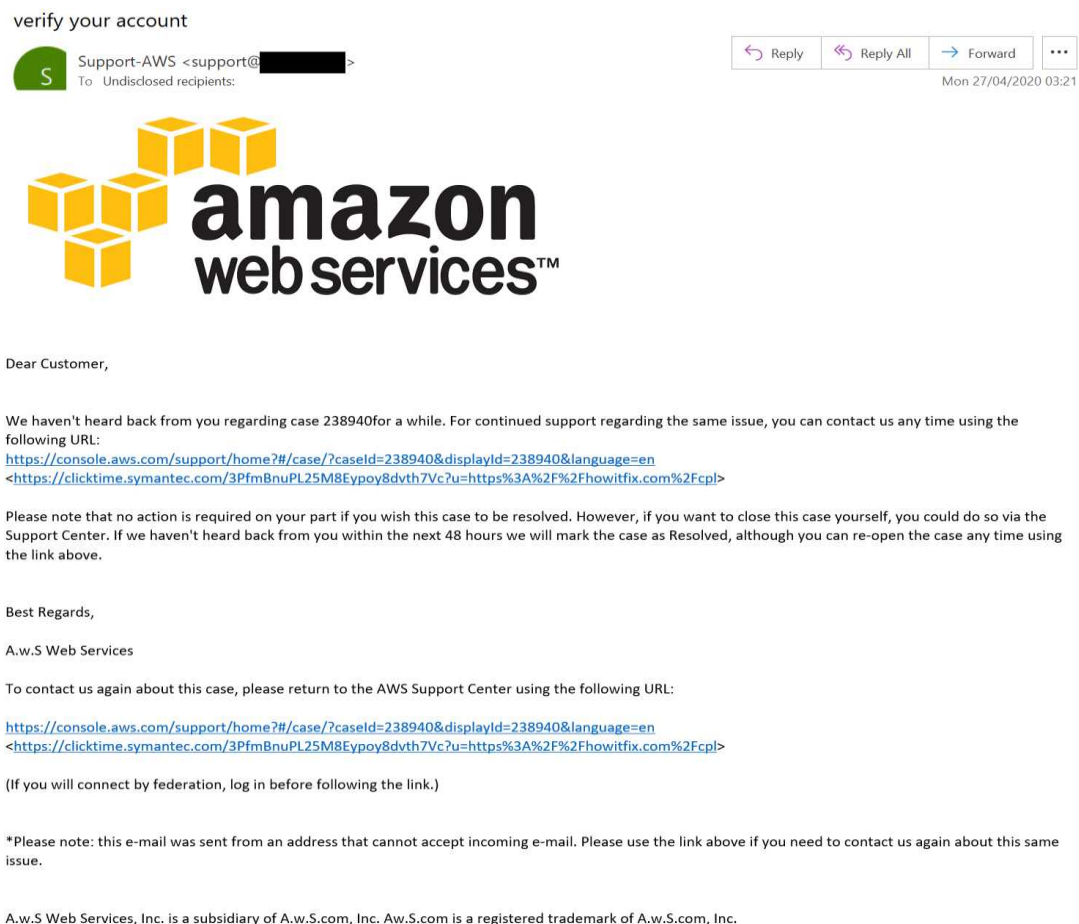 verify your account
S
Support-AWS <support@ >
To Undisclosed recipients:
Reply
Reply All
Forward
...
Mon 27/04/2020 03:21
amazon
web services™
Dear Customer,
We haven't heard back from you regarding case 238940for a while. For continued support regarding the same issue, you can contact us any time using the
following URL:
https://console.aws.com/support/home?#/case/?caseId=238940&displayId=238940&language=en
<https://clicktime.symantec.com/3PfmBnuPL25M8Eypoy8dvth7Vc?u=https%3A%2F%2Fhowitfix.com%2Fcpl>
Please note that no action is required on your part if you wish this case to be resolved. However, if you want to close this case yourself, you could do so via the
Support Center. If we haven't heard back from you within the next 48 hours we will mark the case as Resolved, although you can re-open the case any time using
the link above.
Best Regards,
A.w.S Web Services
To contact us again about this case, please return to the AWS Support Center using the following URL:
https://console.aws.com/support/home?#/case/?caseId=238940&displayId=238940&language=en
<https://clicktime.symantec.com/3PfmBnuPL25M8Eypoy8dvth7Vc?u=https%3A%2F%2Fhowitfix.com%2Fcpl>
(If you will connect by federation, log in before following the link.)
*Please note: this e-mail was sent from an address that cannot accept incoming e-mail. Please use the link above if you need to contact us again about this same
issue.
A.w.S Web Services, Inc. is a subsidiary of A.w.S.com, Inc. Aw.S.com is a registered trademark of A.w.S.com, Inc.